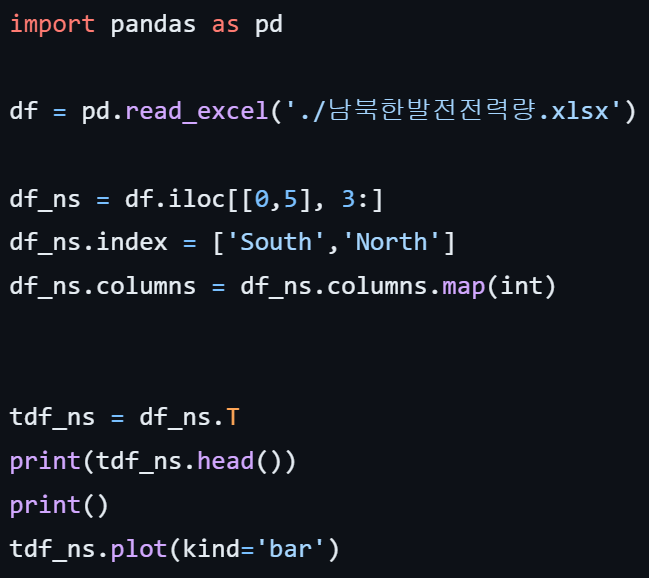 import pandas as pd
df = pd.read_excel('./남북한발전전력량.xlsx')
df_ns = df.iloc[[0,5], 3:]
df_ns.index = ['South','North']
df_ns.columns = df_ns.columns.map(int)
tdf_ns = df_ns.T
print(tdf_ns.head())
print()
tdf_ns.plot(kind='bar')